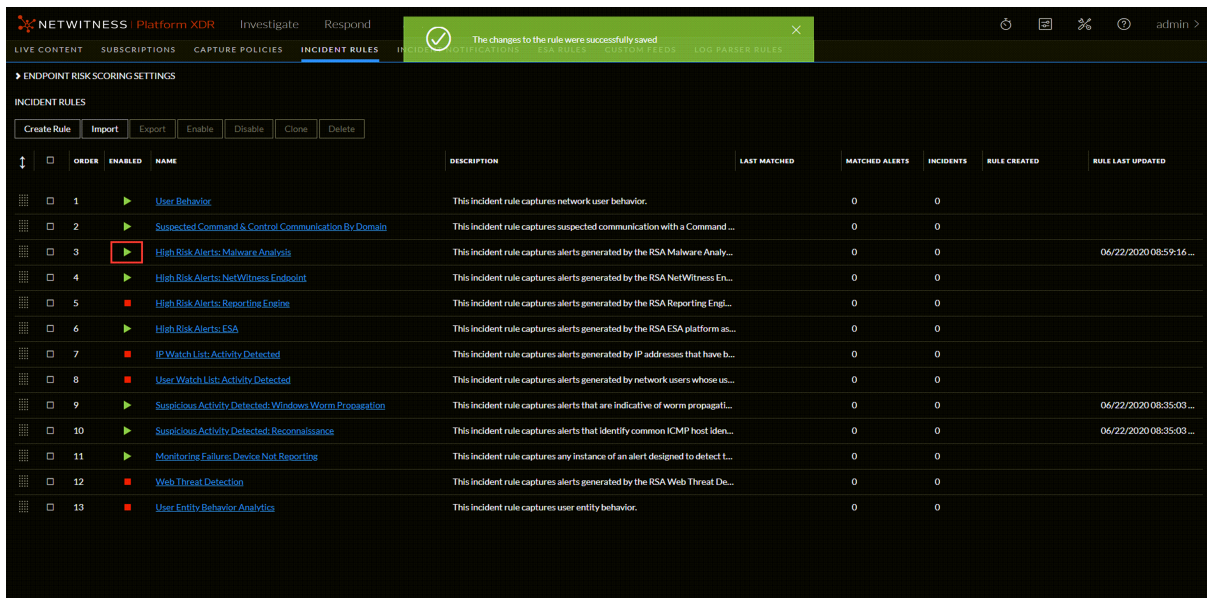 NETWITNESS Platform XDR Investigate Respond admin >
The changes to the rule were successfully saved
LIVE CONTENT SUBSCRIPTIONS CAPTURE POLICIES INCIDENT RULES INCIDENT NOTIFICATIONS ESA RULES CUSTOM FEEDS LOG PARSER RULES
ENDPOINT RISK SCORING SETTINGS
INCIDENT RULES
Create Rule Import Export Enable Disable Clone Delete
ORDER ENABLED NAME DESCRIPTION LAST MATCHED MATCHED ALERTS INCIDENTS RULE CREATED RULE LAST UPDATED
1 User Behavior This incident rule captures network user behavior. 0 0
2 Suspected Command & Control Communication By Domain This incident rule captures suspected communication with a Command ... 0 0
3 High Risk Alerts: Malware Analysis This incident rule captures alerts generated by the RSA Malware Analy... 0 0 06/22/2020 08:59:16 ...
4 High Risk Alerts: NetWitness Endpoint This incident rule captures alerts generated by the RSA NetWitness En... 0 0
5 High Risk Alerts: Reporting Engine This incident rule captures alerts generated by the RSA Reporting Engi... 0 0
6 High Risk Alerts: ESA This incident rule captures alerts generated by the RSA ESA platform as... 0 0
7 IP Watch List: Activity Detected This incident rule captures alerts generated by IP addresses that have b... 0 0
8 User Watch List: Activity Detected This incident rule captures alerts generated by network users whose us... 0 0
9 Suspicious Activity Detected: Windows Worm Propagation This incident rule captures alerts that are indicative of worm propagati... 0 0 06/22/2020 08:35:03 ...
10 Suspicious Activity Detected: Reconnaissance This incident rule captures alerts that identify common ICMP host iden... 0 0 06/22/2020 08:35:03 ...
11 Monitoring Failure: Device Not Reporting This incident rule captures any instance of an alert designed to detect t... 0 0
12 Web Threat Detection This incident rule captures alerts generated by the RSA Web Threat De... 0 0
13 User Entity Behavior Analytics This incident rule captures user entity behavior. 0 0